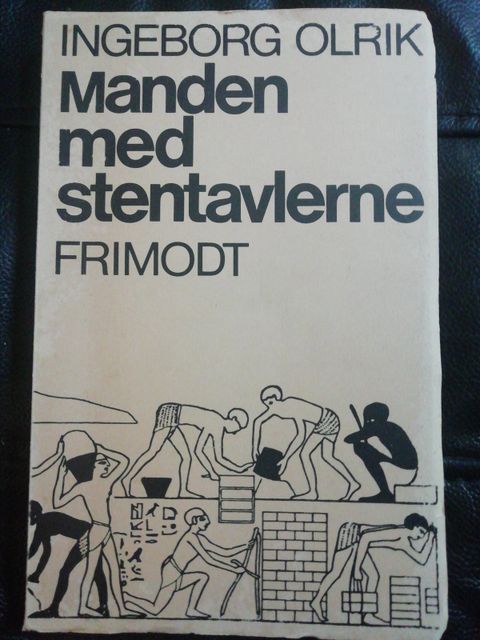 INGEBORG OLRIK
Manden
med
stentavlerne
FRIMODT